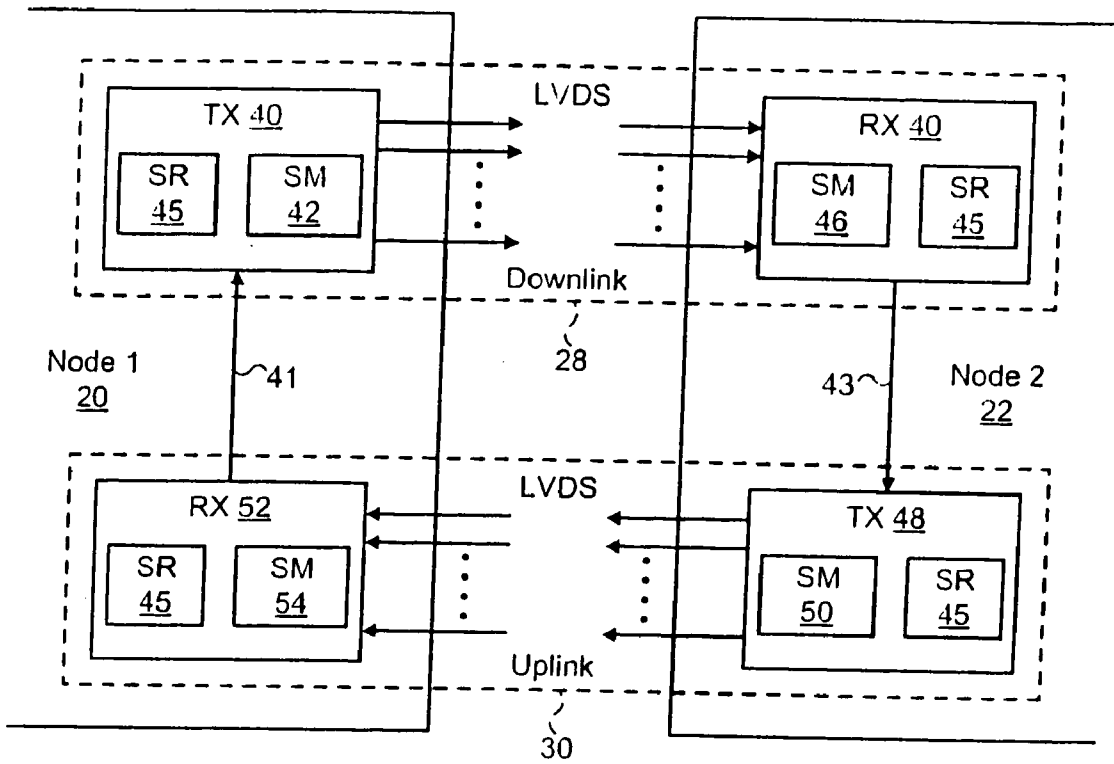 LVDS
TX 40
SR
45
SM
42
RX 40
SM
46
SR
45
Downlink
28
Node 1
20
41
43
Node 2
22
LVDS
RX 52
SR
45
SM
54
TX 48
SM
50
SR
45
Uplink
30